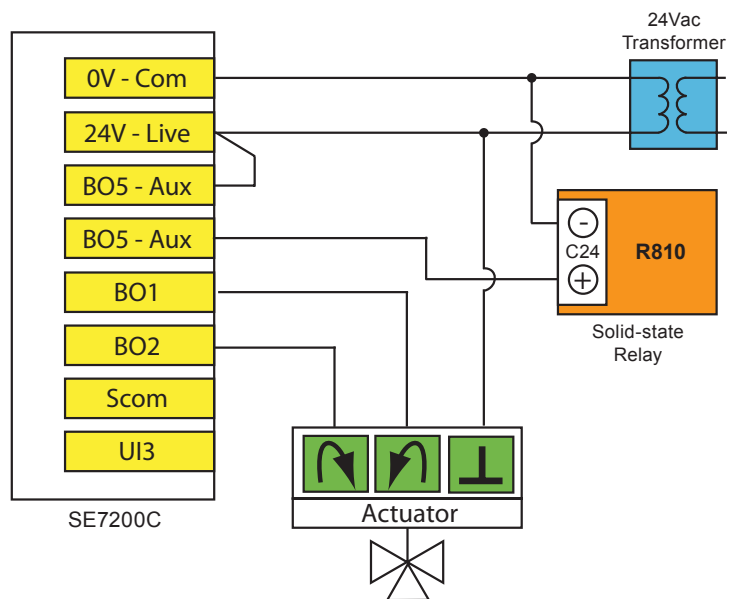 24Vac
Transformer
0V - Com
24V - Live
BO5 - Aux
BO5 - Aux
BO1
BO2
Scom
UI3
SE7200C
-
C24
+
R810
Solid-state
Relay
Actuator